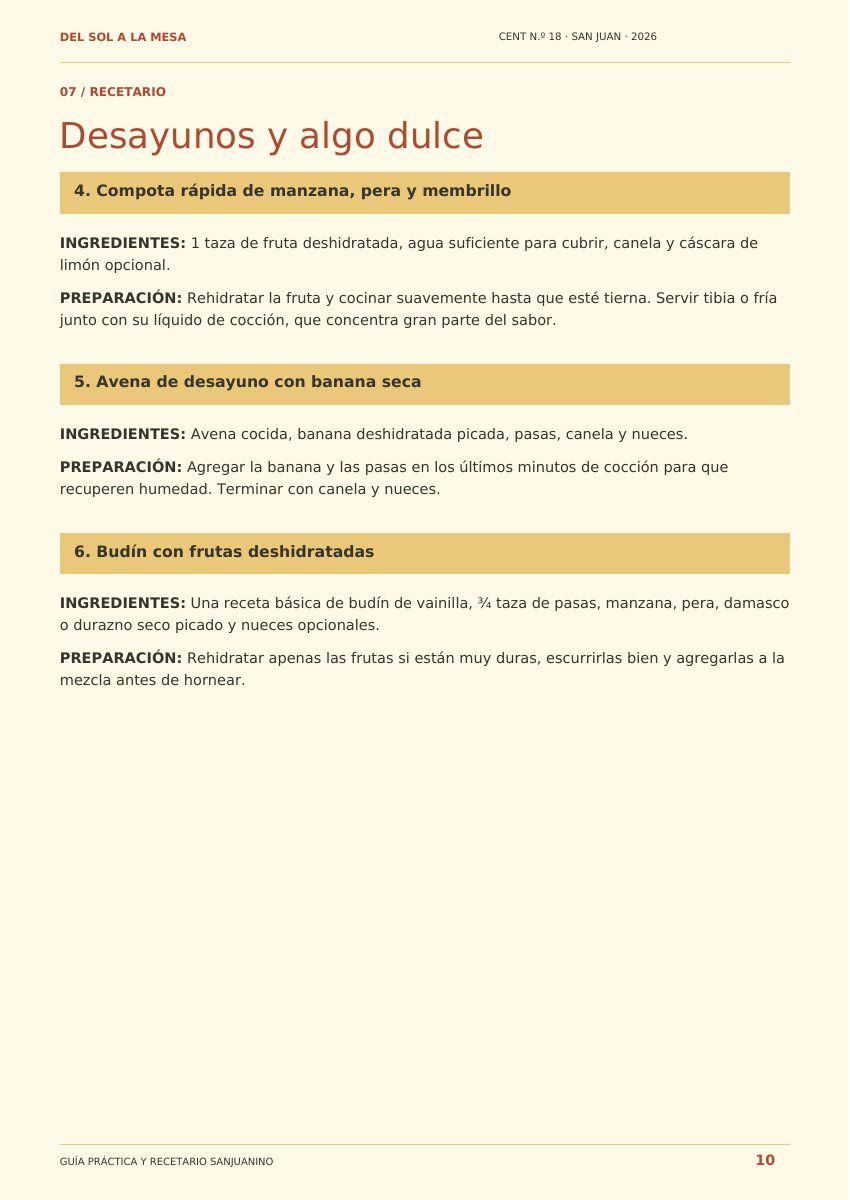 DEL SOL A LA MESA
CENT N.º 18 · SAN JUAN · 2026
07 / RECETARIO
Desayunos y algo dulce
4. Compota rápida de manzana, pera y membrillo
INGREDIENTES: 1 taza de fruta deshidratada, agua suficiente para cubrir, canela y cáscara de
limón opcional.
PREPARACIÓN: Rehidratar la fruta y cocinar suavemente hasta que esté tierna. Servir tibia o fría
junto con su líquido de cocción, que concentra gran parte del sabor.
5. Avena de desayuno con banana seca
INGREDIENTES: Avena cocida, banana deshidratada picada, pasas, canela y nueces.
PREPARACIÓN: Agregar la banana y las pasas en los últimos minutos de cocción para que
recuperen humedad. Terminar con canela y nueces.
6. Budín con frutas deshidratadas
INGREDIENTES: Una receta básica de budín de vainilla, ¾ taza de pasas, manzana, pera, damasco
o durazno seco picado y nueces opcionales.
PREPARACIÓN: Rehidratar apenas las frutas si están muy duras, escurrirlas bien y agregarlas a la
mezcla antes de hornear.
GUÍA PRÁCTICA Y RECETARIO SANJUANINO
10